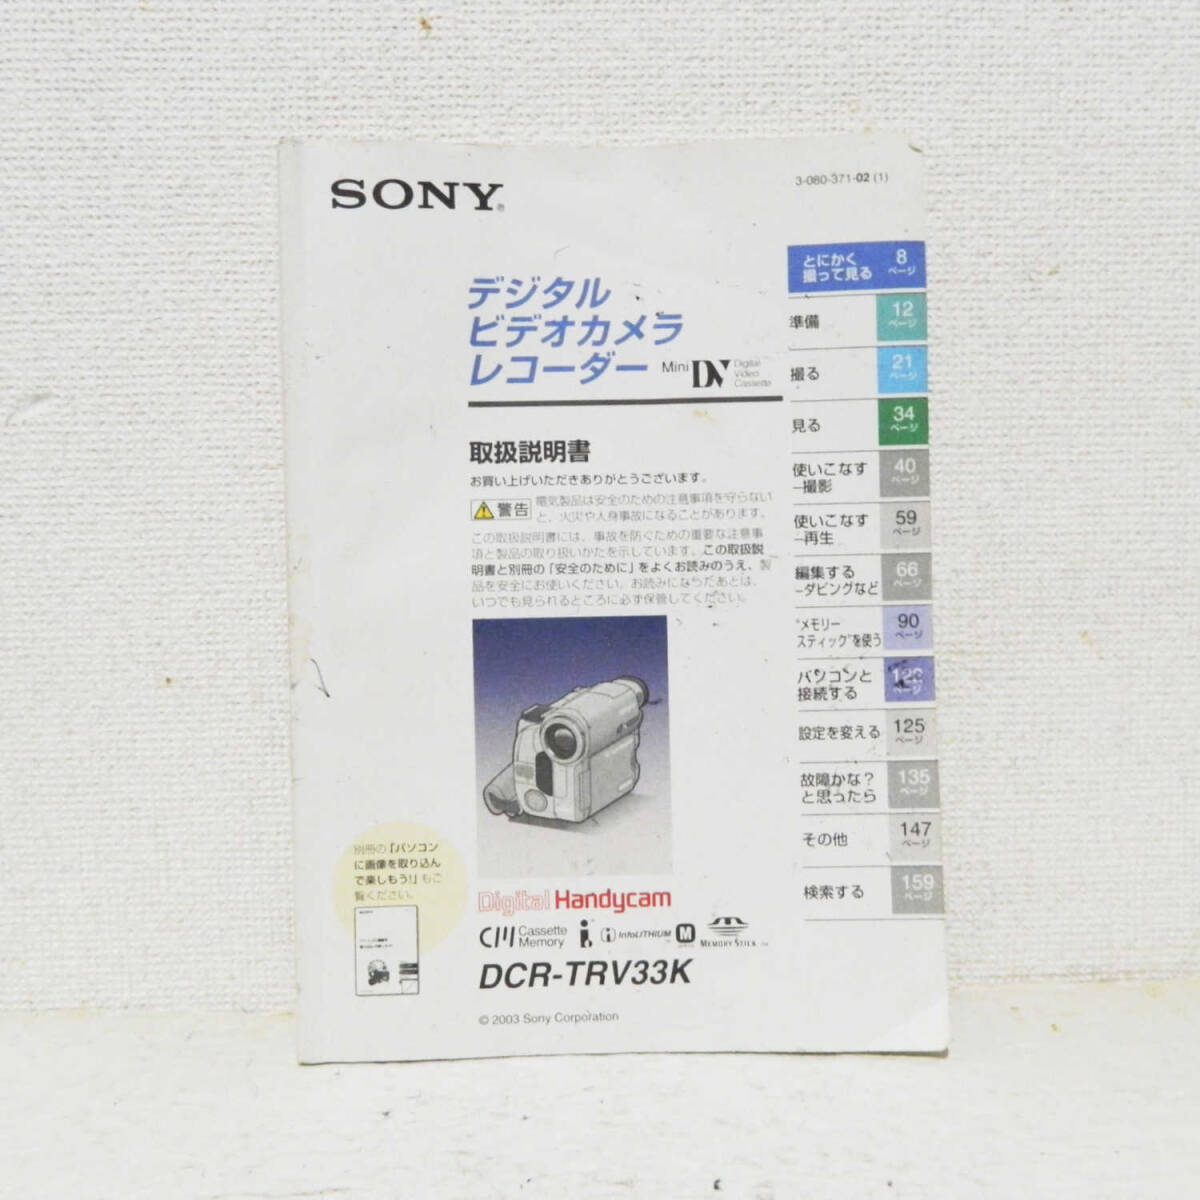 3-080-371-02 (1)
SONY®
デジタル
ビデオカメラ
レコーダー
Mini DV Digital
Video
Cassette
取扱説明書
お買い上げいただきありがとうございます。
警告
電気製品は安全のための注意事項を守らない
と、火災や人身事故になることがあります。
この取扱説明書には、事故を防ぐための重要な注意事
項と製品の取り扱いかたを示しています。この取扱説
明書と別冊の「安全のために」をよくお読みのうえ、製
品を安全にお使いください。お読みになったあとは、
いつでも見られるところに必ず保管してください。
とにかく
撮って見る
8
ページ
準備
12
ページ
撮る
21
ページ
見る
34
ページ
使いこなす
–撮影
40
ページ
使いこなす
–再生
59
ページ
編集する
–ダビングなど
66
ページ
“メモリー
スティック”を使う
90
ページ
パソコンと
接続する
ページ
設定を変える
125
ページ
故障かな？
と思ったら
135
ページ
その他
147
ページ
検索する
159
ページ
別冊の「パソコン
に画像を取り込ん
で楽しもう!」もご
覧ください。
Digital Handycam
Cassette
Memory
InfoLITHIUM
M
MEMORY STICK
TM
DCR-TRV33K
© 2003 Sony Corporation